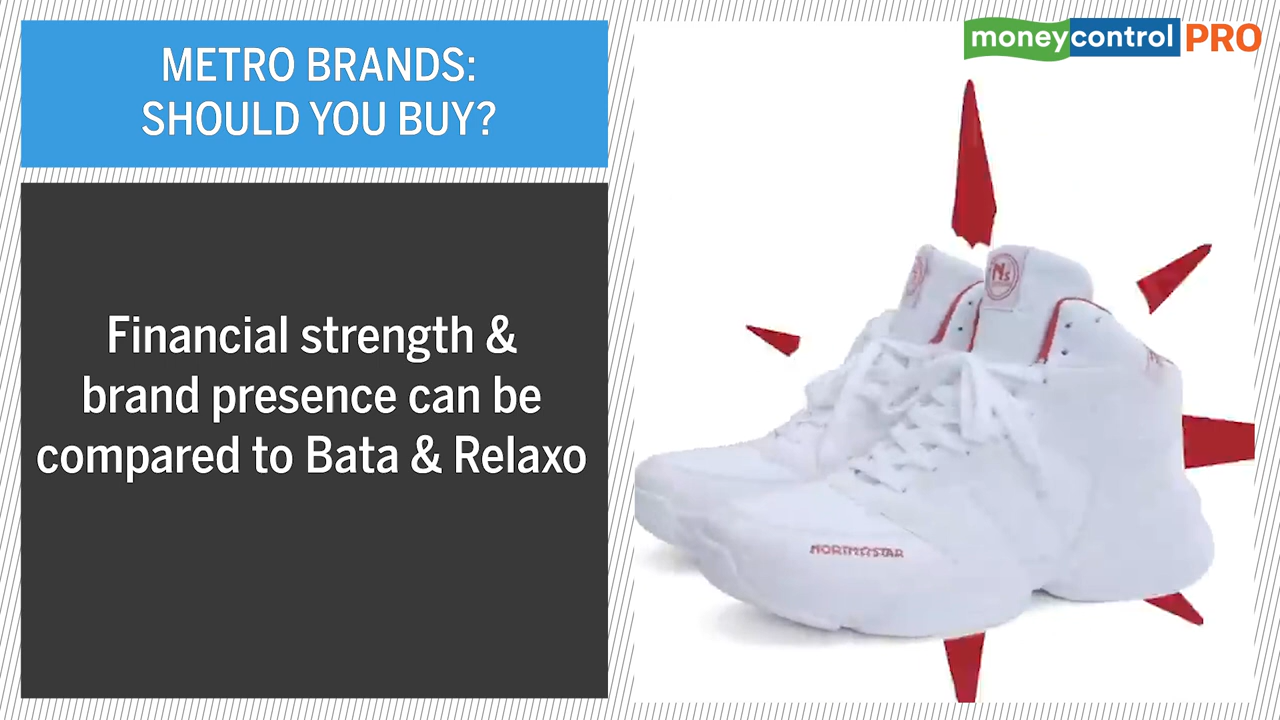 METRO BRANDS:
SHOULD YOU BUY?
moneycontrol PRO
Financial strength &
brand presence can be
compared to Bata & Relaxo
NORTHSTAR